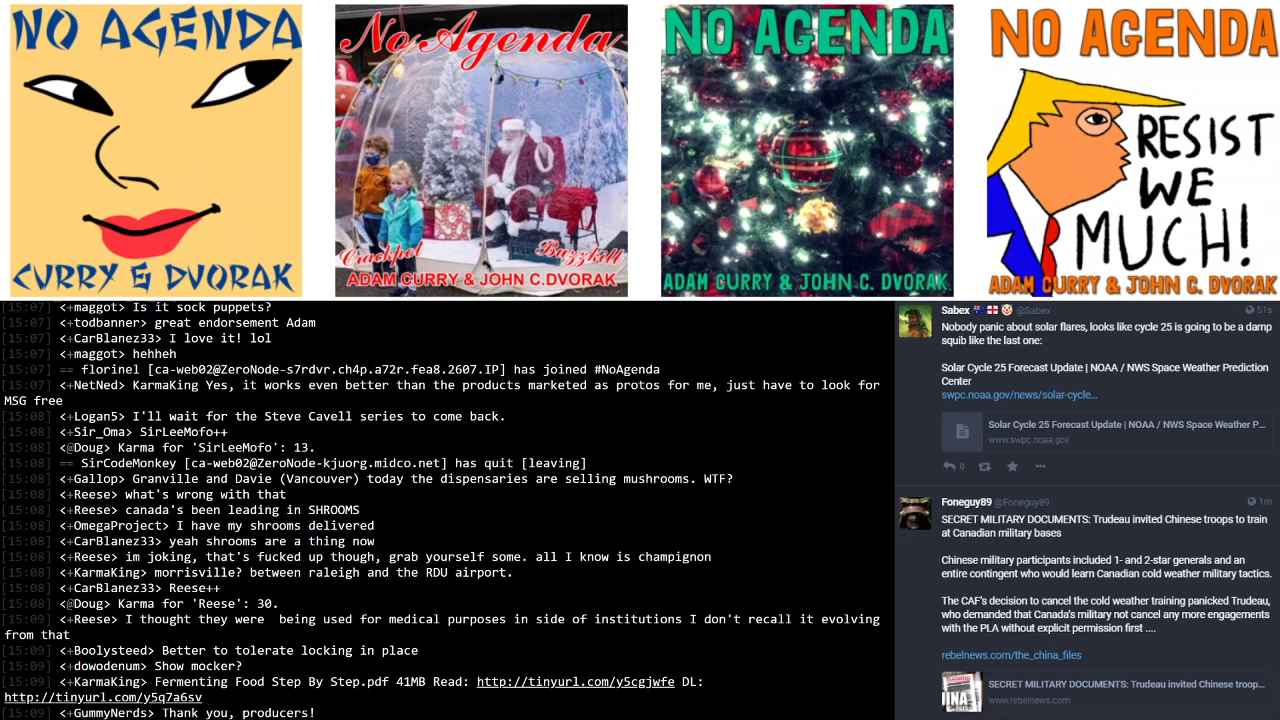 NO AGENDA
CURRY & DVORAK
No Agenda
Crackpot Buzzkill
ADAM CURRY & JOHN C. DVORAK
NO AGENDA
ADAM CURRY & JOHN C. DVORAK
NO AGENDA
RESIST
WE
MUCH!
ADAM CURRY & JOHN C. DVORAK
[15:07] <+maggot> Is it sock puppets?
[15:07] <+todbanner> great endorsement Adam
[15:07] <+CarBlanez33> I love it! lol
[15:07] <+maggot> hehheh
[15:07] == florinel [ca-web02@ZeroNode-s7rdvr.ch4p.a72r.fea8.2607.IP] has joined #NoAgenda
[15:07] <+NetNed> KarmaKing Yes, it works even better than the products marketed as protos for me, just have to look for
MSG free
[15:08] <+Logan5> I'll wait for the Steve Cavell series to come back.
[15:08] <+Sir_Oma> SirLeeMofo++
[15:08] <@Doug> Karma for 'SirLeeMofo': 13.
[15:08] == SirCodeMonkey [ca-web02@ZeroNode-kjuorg.midco.net] has quit [leaving]
[15:08] <+Gallop> Granville and Davie (Vancouver) today the dispensaries are selling mushrooms. WTF?
[15:08] <+Reese> what's wrong with that
[15:08] <+Reese> canada's been leading in SHROOMS
[15:08] <+OmegaProject> I have my shrooms delivered
[15:08] <+CarBlanez33> yeah shrooms are a thing now
[15:08] <+Reese> im joking, that's fucked up though, grab yourself some. all I know is champignon
[15:08] <+KarmaKing> morrisville? between raleigh and the RDU airport.
[15:08] <+CarBlanez33> Reese++
[15:08] <@Doug> Karma for 'Reese': 30.
[15:09] <+Reese> I thought they were  being used for medical purposes in side of institutions I don't recall it evolving
from that
[15:09] <+Boolysteed> Better to tolerate locking in place
[15:09] <+dowodenum> Show mocker?
[15:09] <+KarmaKing> Fermenting Food Step By Step.pdf 41MB Read: http://tinyurl.com/y5cgjwfe DL:
http://tinyurl.com/y5q7a6sv
[15:09] <+GummyNerds> Thank you, producers!
Sabex @Sabex 51s
Nobody panic about solar flares, looks like cycle 25 is going to be a damp
squib like the last one:
Solar Cycle 25 Forecast Update | NOAA / NWS Space Weather Prediction
Center
swpc.noaa.gov/news/solar-cycle…
Solar Cycle 25 Forecast Update | NOAA / NWS Space Weather P...
www.swpc.noaa.gov
0
Foneguy89 @Foneguy89 1m
SECRET MILITARY DOCUMENTS: Trudeau invited Chinese troops to train
at Canadian military bases
Chinese military participants included 1- and 2-star generals and an
entire contingent who would learn Canadian cold weather military tactics.
The CAF's decision to cancel the cold weather training panicked Trudeau,
who demanded that Canada's military not cancel any more engagements
with the PLA without explicit permission first ....
rebelnews.com/the_china_files
SECRET MILITARY DOCUMENTS: Trudeau invited Chinese troop...
www.rebelnews.com